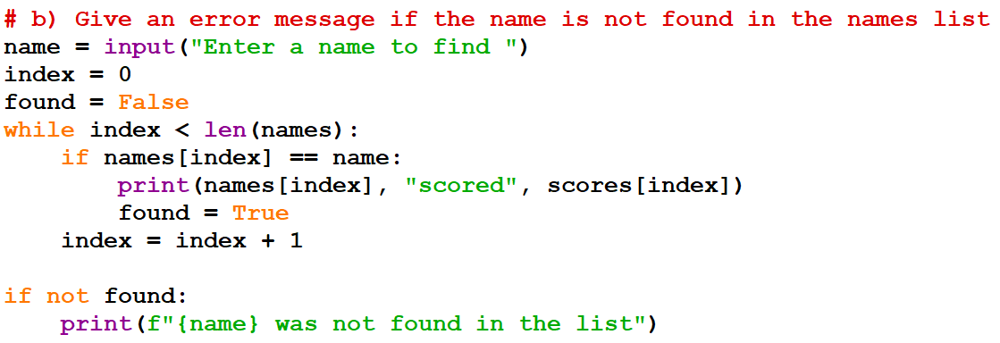 # b) Give an error message if the name is not found in the names list
name = input("Enter a name to find ")
index = 0
found = False
while index < len(names):
    if names[index] == name:
        print(names[index], "scored", scores[index])
        found = True
    index = index + 1

if not found:
    print(f"{name} was not found in the list")